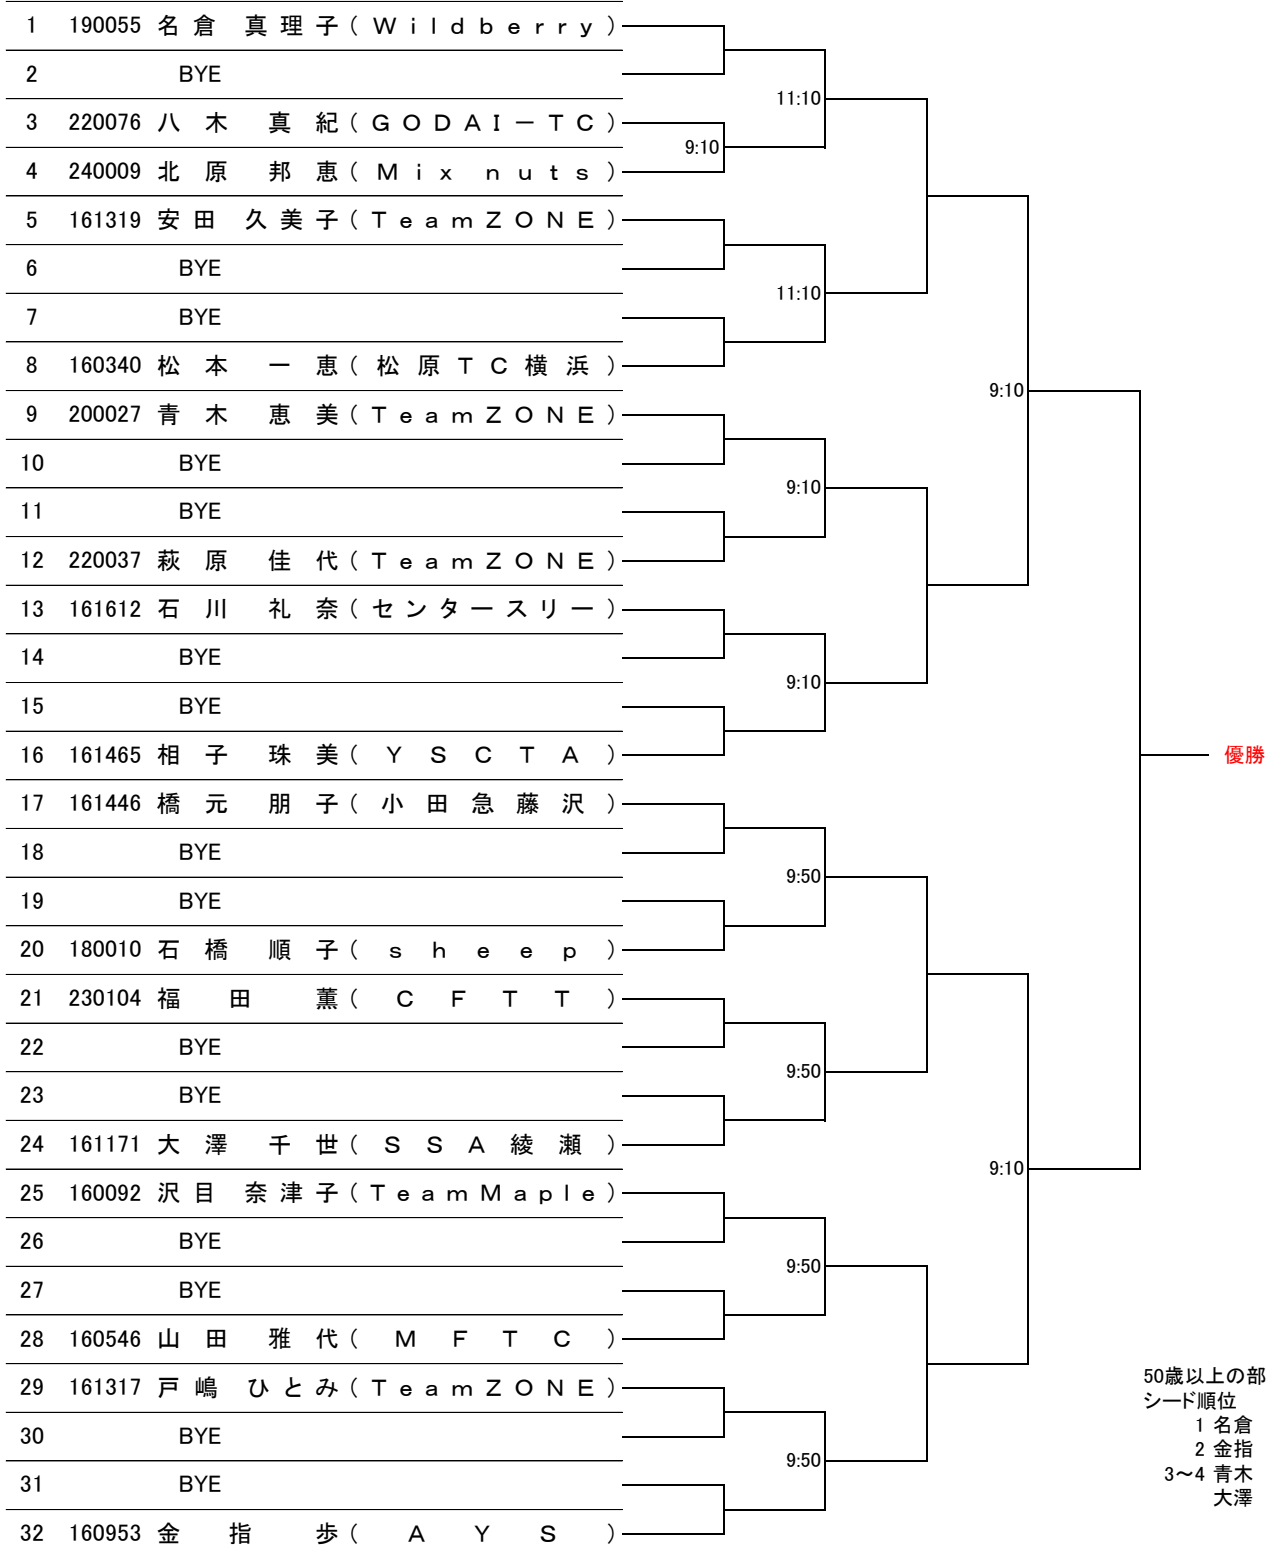 1 190055 名倉 真理子(Wildberry)
2 BYE
11:10
3 220076 八木 真紀(GODAI－TC)
9:10
4 240009 北原 邦恵(Mix nuts)
5 161319 安田 久美子(TeamZONE)
6 BYE
11:10
7 BYE
8 160340 松本 一恵(松原TC横浜)
9:10
9 200027 青木 恵美(TeamZONE)
10 BYE
9:10
11 BYE
12 220037 萩原 佳代(TeamZONE)
13 161612 石川 礼奈(センタースリー)
14 BYE
9:10
15 BYE
16 161465 相子 珠美(YSCTA)
優勝
17 161446 橋元 朋子(小田急藤沢)
18 BYE
9:50
19 BYE
20 180010 石橋 順子(sheep)
21 230104 福田 薫(CFTT)
22 BYE
9:50
23 BYE
24 161171 大澤 千世(SSA綾瀬)
9:10
25 160092 沢目 奈津子(TeamMaple)
26 BYE
9:50
27 BYE
28 160546 山田 雅代(MFTC)
29 161317 戸嶋 ひとみ(TeamZONE)
30 BYE
9:50
31 BYE
32 160953 金指 歩(AYS)
50歳以上の部
シード順位
1 名倉
2 金指
3～4 青木
大澤